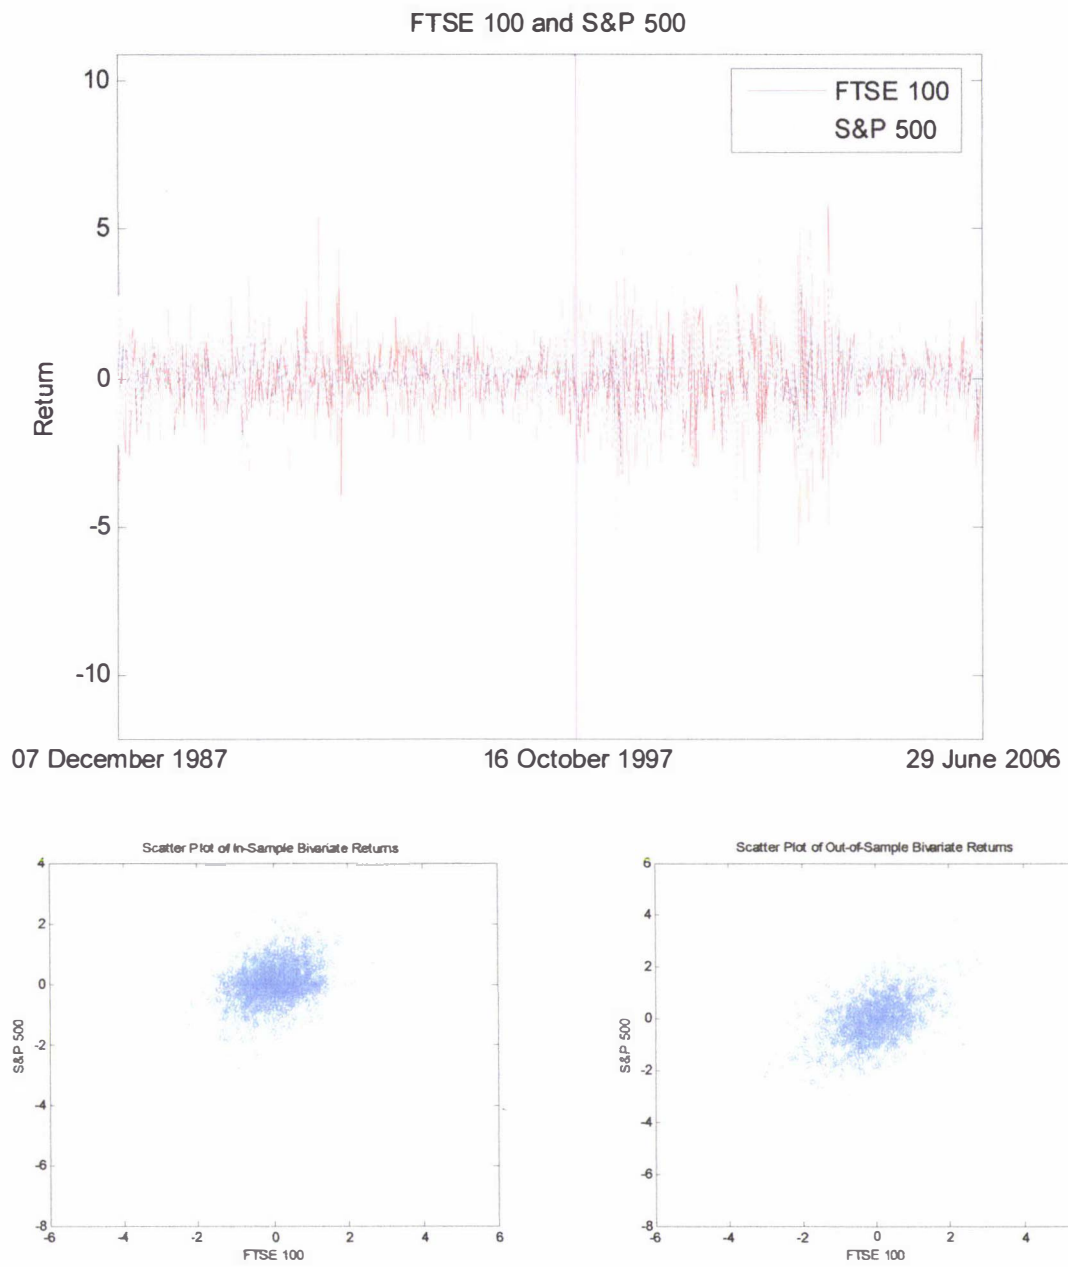 FTSE 100 and S&P 500
10
5
0
-5
-10
Return
FTSE 100
S&P 500
07 December 1987 16 October 1997 29 June 2006
Scatter Plot of In-Sample Bivariate Returns
4
2
0
-2
-4
-6
-8
S&P 500
-6 -4 -2 0 2 4 6
FTSE 100
Scatter Plot of Out-of-Sample Bivariate Returns
6
4
2
0
-2
-4
-6
-8
S&P 500
-6 -4 -2 0 2 4
FTSE 100